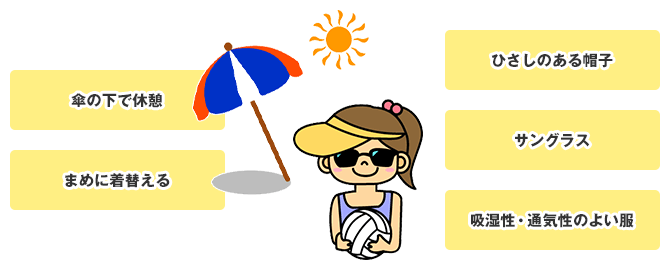 傘の下で休憩
まめに着替える
ひさしのある帽子
サングラス
吸湿性・通気性のよい服